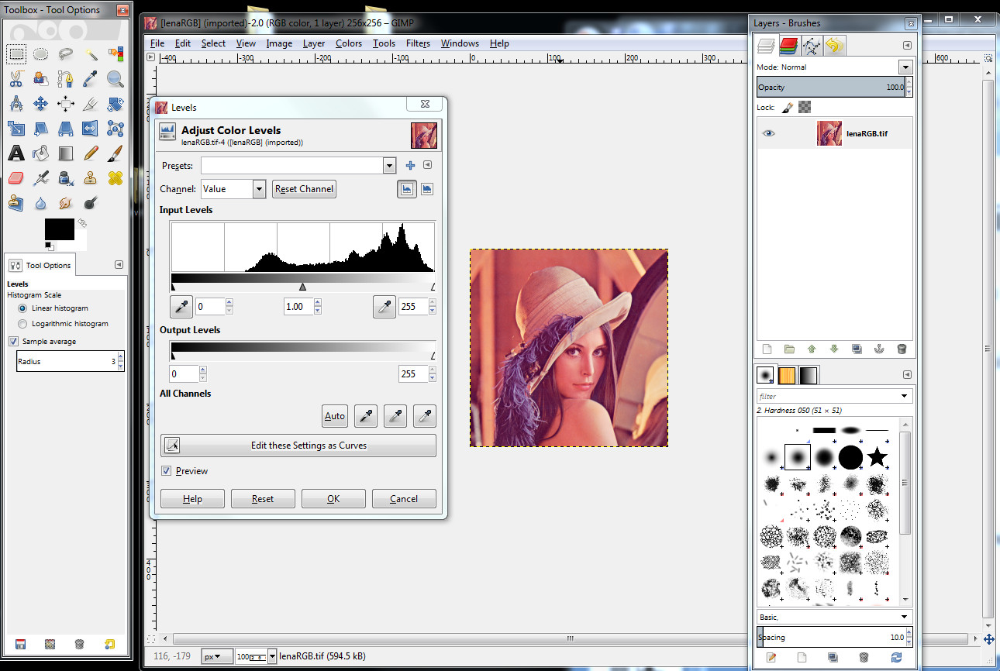 Toolbox - Tool Options
Tool Options
Levels
Histogram Scale
Linear histogram
Logarithmic histogram
Sample average
Radius 3
[lenaRGB] (imported)-2.0 (RGB color, 1 layer) 256x256 – GIMP
File Edit Select View Image Layer Colors Tools Filters Windows Help
-400 -300 -200 -100 0 100 200 300 600
Levels
Adjust Color Levels
lenaRGB.tif-4 ([lenaRGB] (imported))
Presets:
Channel: Value Reset Channel
Input Levels
0 1.00 255
Output Levels
0 255
All Channels
Auto
Edit these Settings as Curves
Preview
Help Reset OK Cancel
400
116, -179 px 100 lenaRGB.tif (594.5 kB)
Layers - Brushes
Mode: Normal
Opacity 100.0
Lock:
lenaRGB.tif
filter
2. Hardness 050 (51 × 51)
Basic,
Spacing 10.0